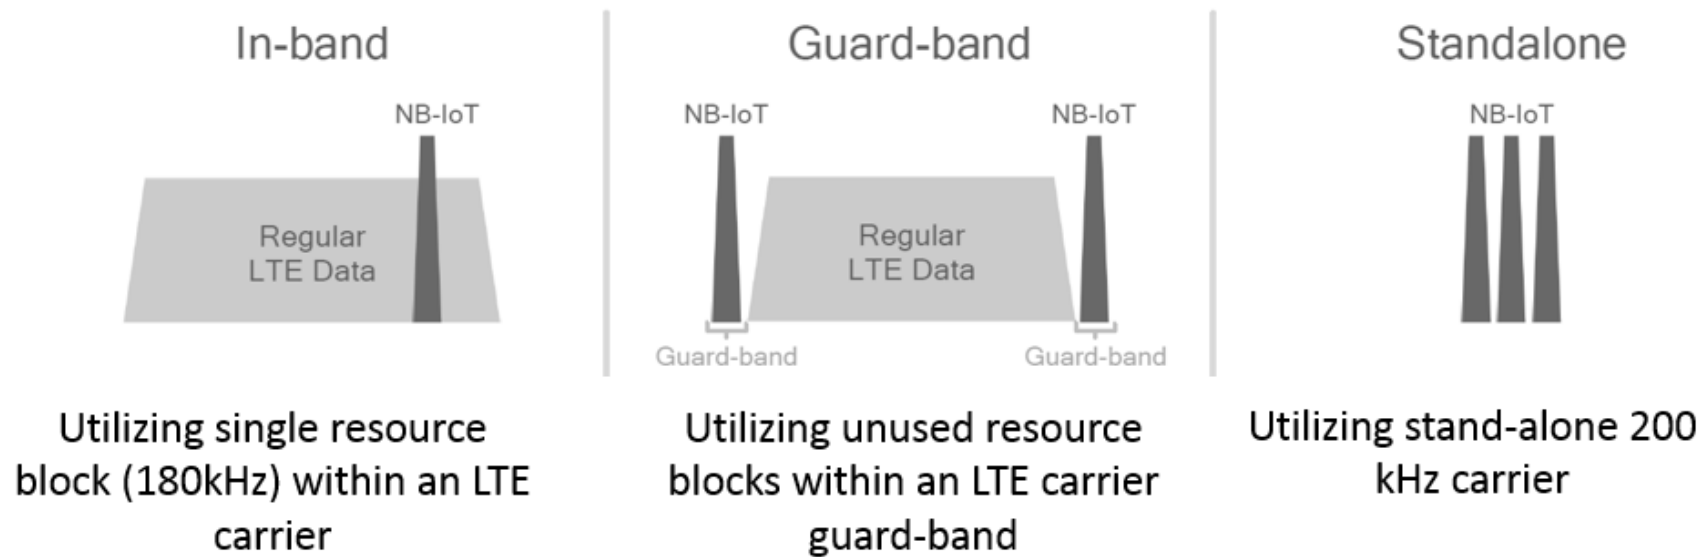 In-band
NB-IoT
Regular
LTE Data
Utilizing single resource
block (180kHz) within an LTE
carrier
Guard-band
NB-IoT
NB-IoT
Regular
LTE Data
Guard-band
Guard-band
Utilizing unused resource
blocks within an LTE carrier
guard-band
Standalone
NB-IoT
Utilizing stand-alone 200
kHz carrier